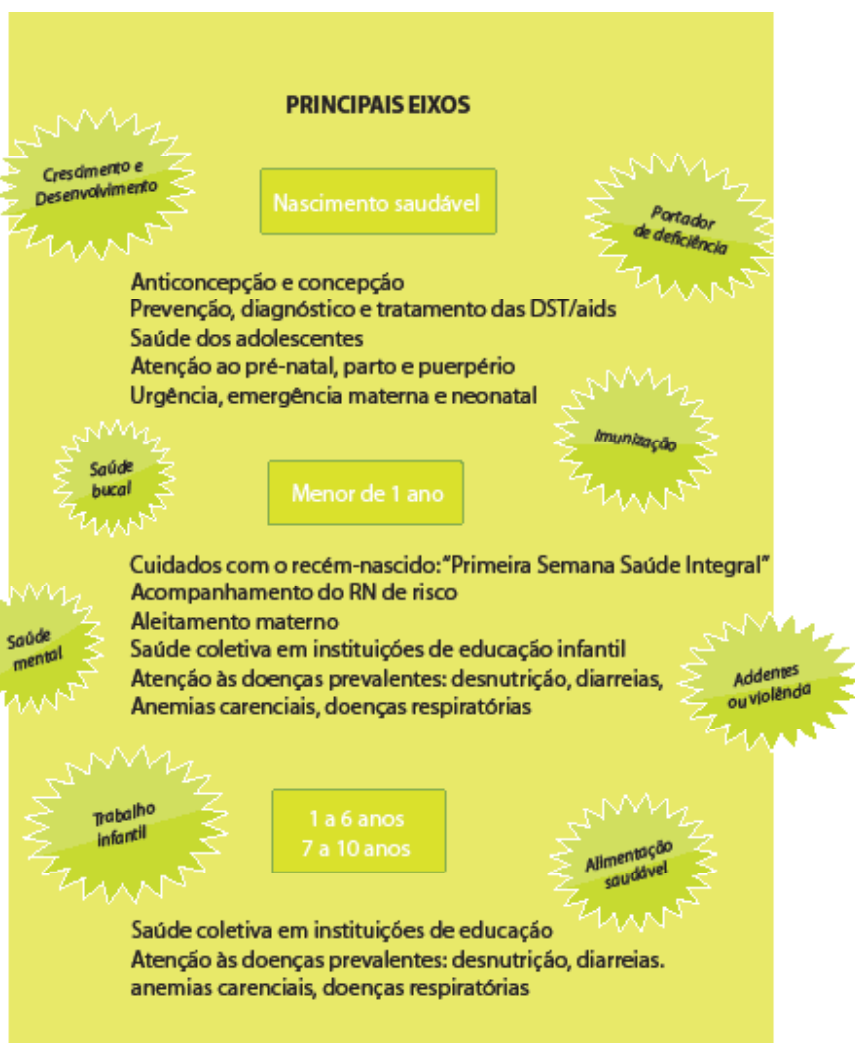 PRINCIPAIS EIXOS
Crescimento e
Desenvolvimento
Nascimento saudável
Portador
de deficiência
Anticoncepção e concepção
Prevenção, diagnóstico e tratamento das DST/aids
Saúde dos adolescentes
Atenção ao pré-natal, parto e puerpério
Urgência, emergência materna e neonatal
Imunização
Saúde
bucal
Menor de 1 ano
Cuidados com o recém-nascido: “Primeira Semana Saúde Integral”
Acompanhamento do RN de risco
Aleitamento materno
Saúde coletiva em instituições de educação infantil
Atenção às doenças prevalentes: desnutrição, diarreias,
Anemias carenciais, doenças respiratórias
Saúde
mental
Acidentes
ou violência
Trabalho
infantil
1 a 6 anos
7 a 10 anos
Alimentação
saudável
Saúde coletiva em instituições de educação
Atenção às doenças prevalentes: desnutrição, diarreias.
anemias carenciais, doenças respiratórias